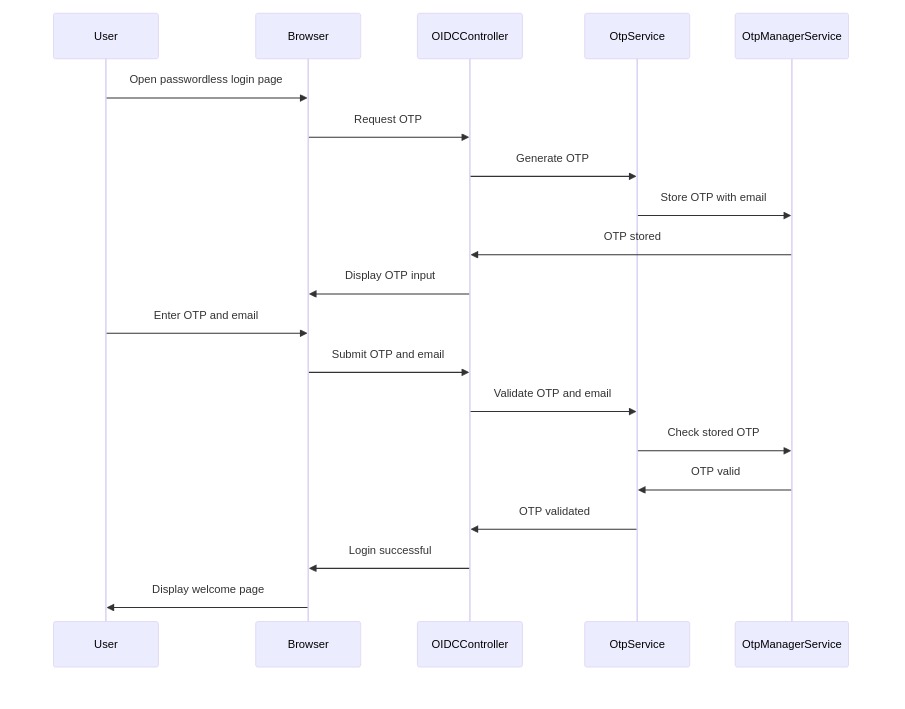 User
Browser
OIDCController
OtpService
OtpManagerService
Open passwordless login page
Request OTP
Generate OTP
Store OTP with email
OTP stored
Display OTP input
Enter OTP and email
Submit OTP and email
Validate OTP and email
Check stored OTP
OTP valid
OTP validated
Login successful
Display welcome page
User
Browser
OIDCController
OtpService
OtpManagerService